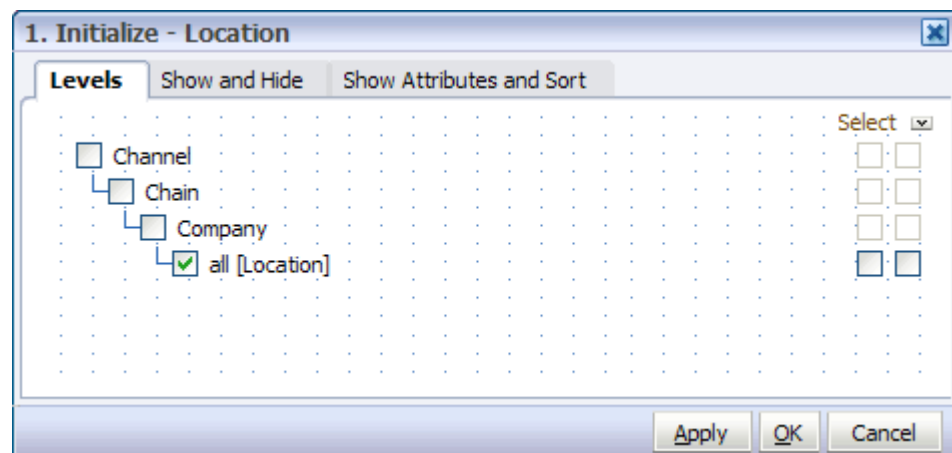 1. Initialize - Location
Levels Show and Hide Show Attributes and Sort
Select
Channel
Chain
Company
all [Location]
Apply OK Cancel